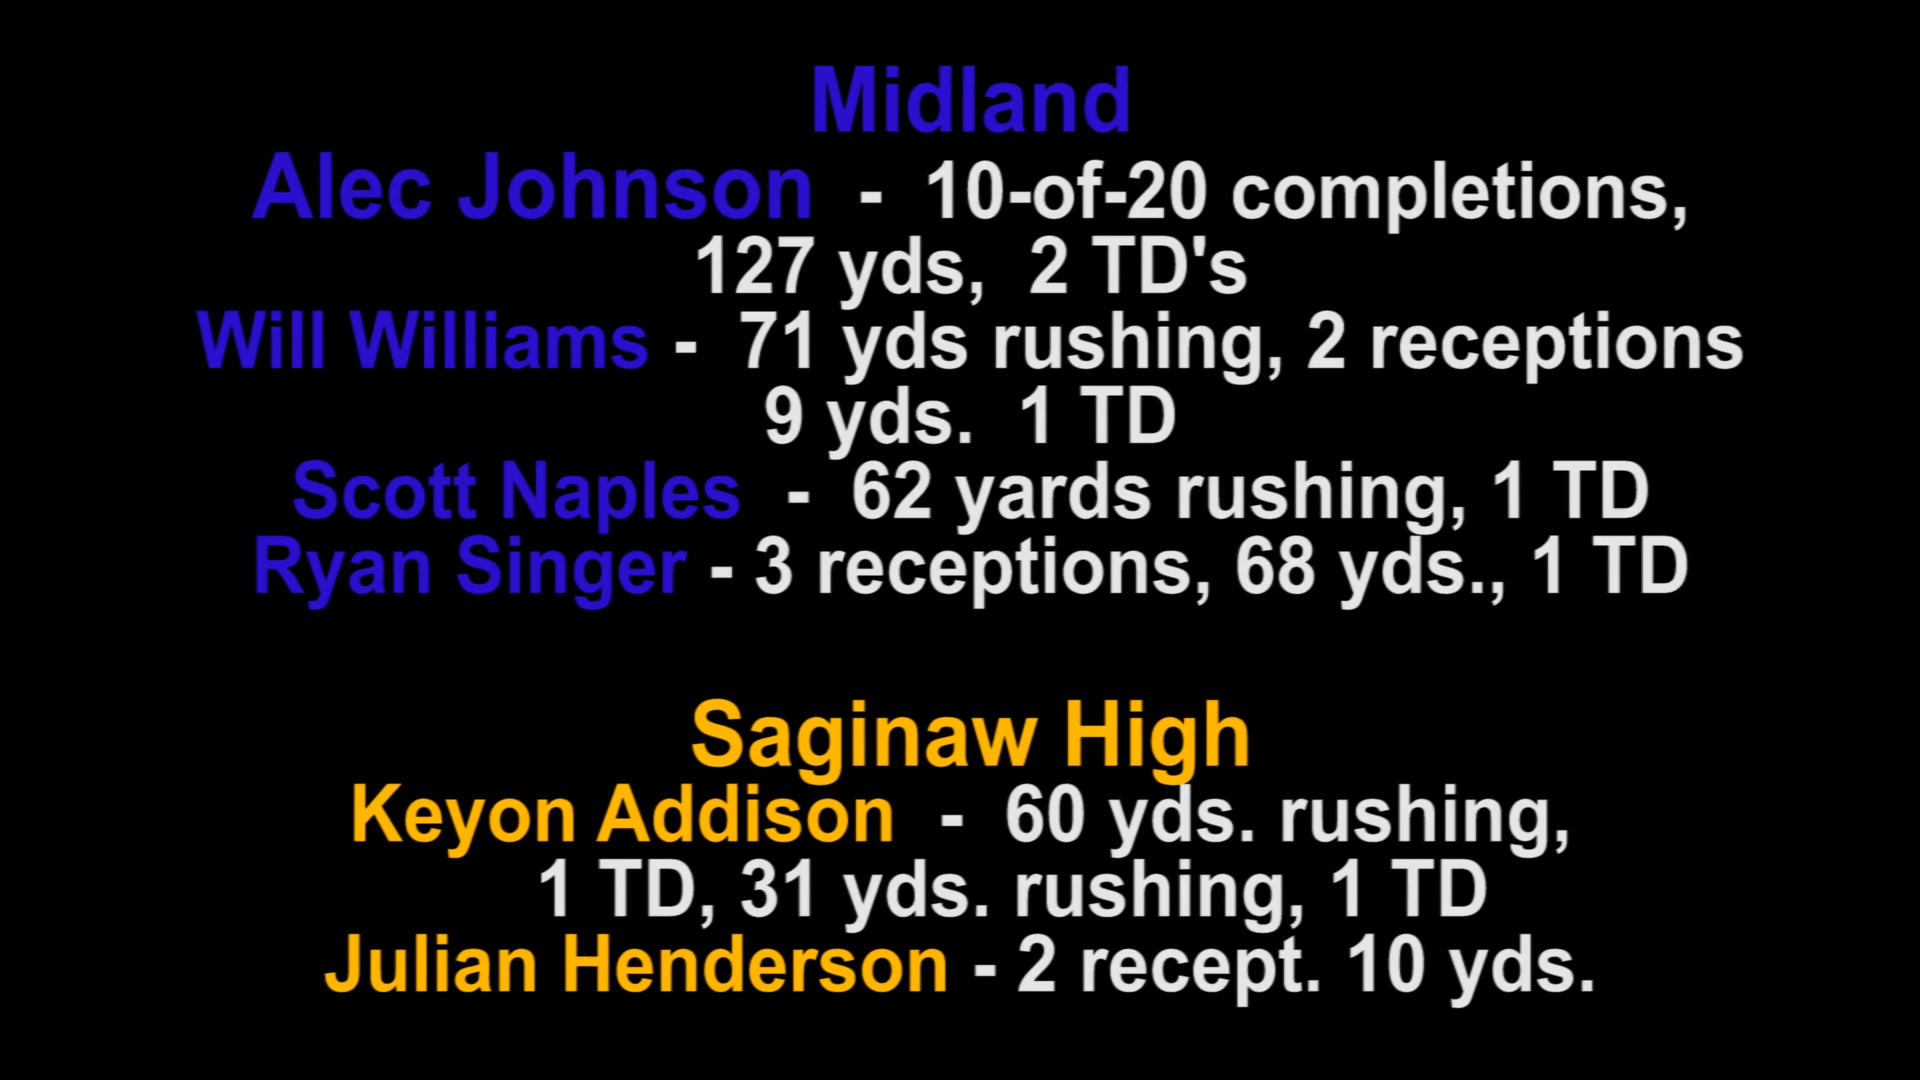 Midland
Alec Johnson - 10-of-20 completions,
127 yds, 2 TD's
Will Williams - 71 yds rushing, 2 receptions
9 yds. 1 TD
Scott Naples - 62 yards rushing, 1 TD
Ryan Singer - 3 receptions, 68 yds., 1 TD
Saginaw High
Keyon Addison - 60 yds. rushing,
1 TD, 31 yds. rushing, 1 TD
Julian Henderson - 2 recept. 10 yds.